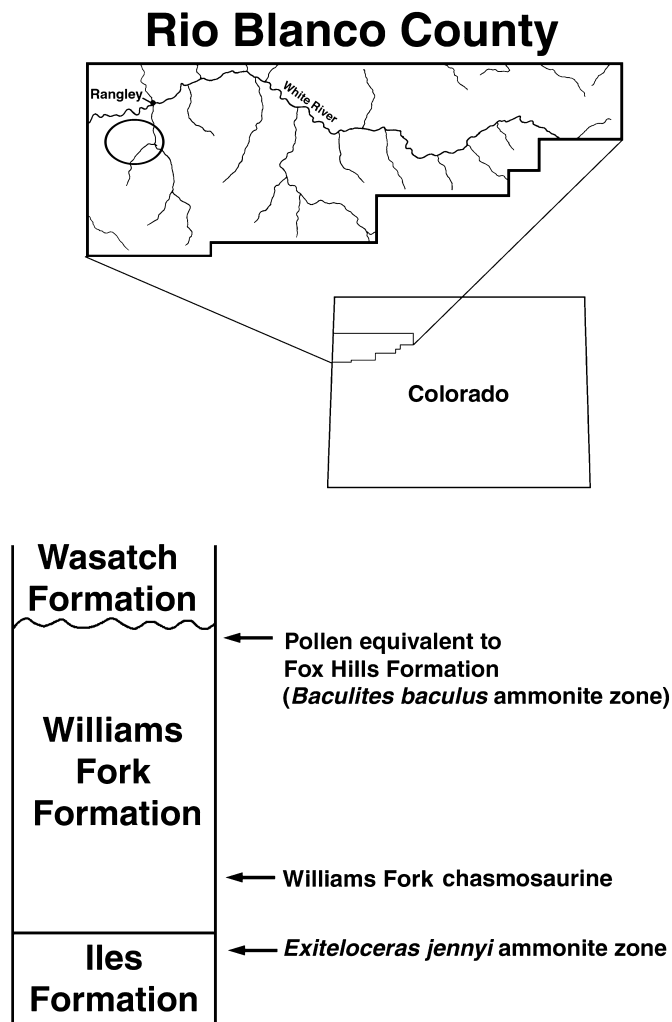 Rio Blanco County
Rangley
White River
Colorado
Wasatch
Formation
Pollen equivalent to
Fox Hills Formation
(Baculites baculus ammonite zone)
Williams
Fork
Formation
Williams Fork chasmosaurine
Iles
Formation
Exiteloceras jennyi ammonite zone